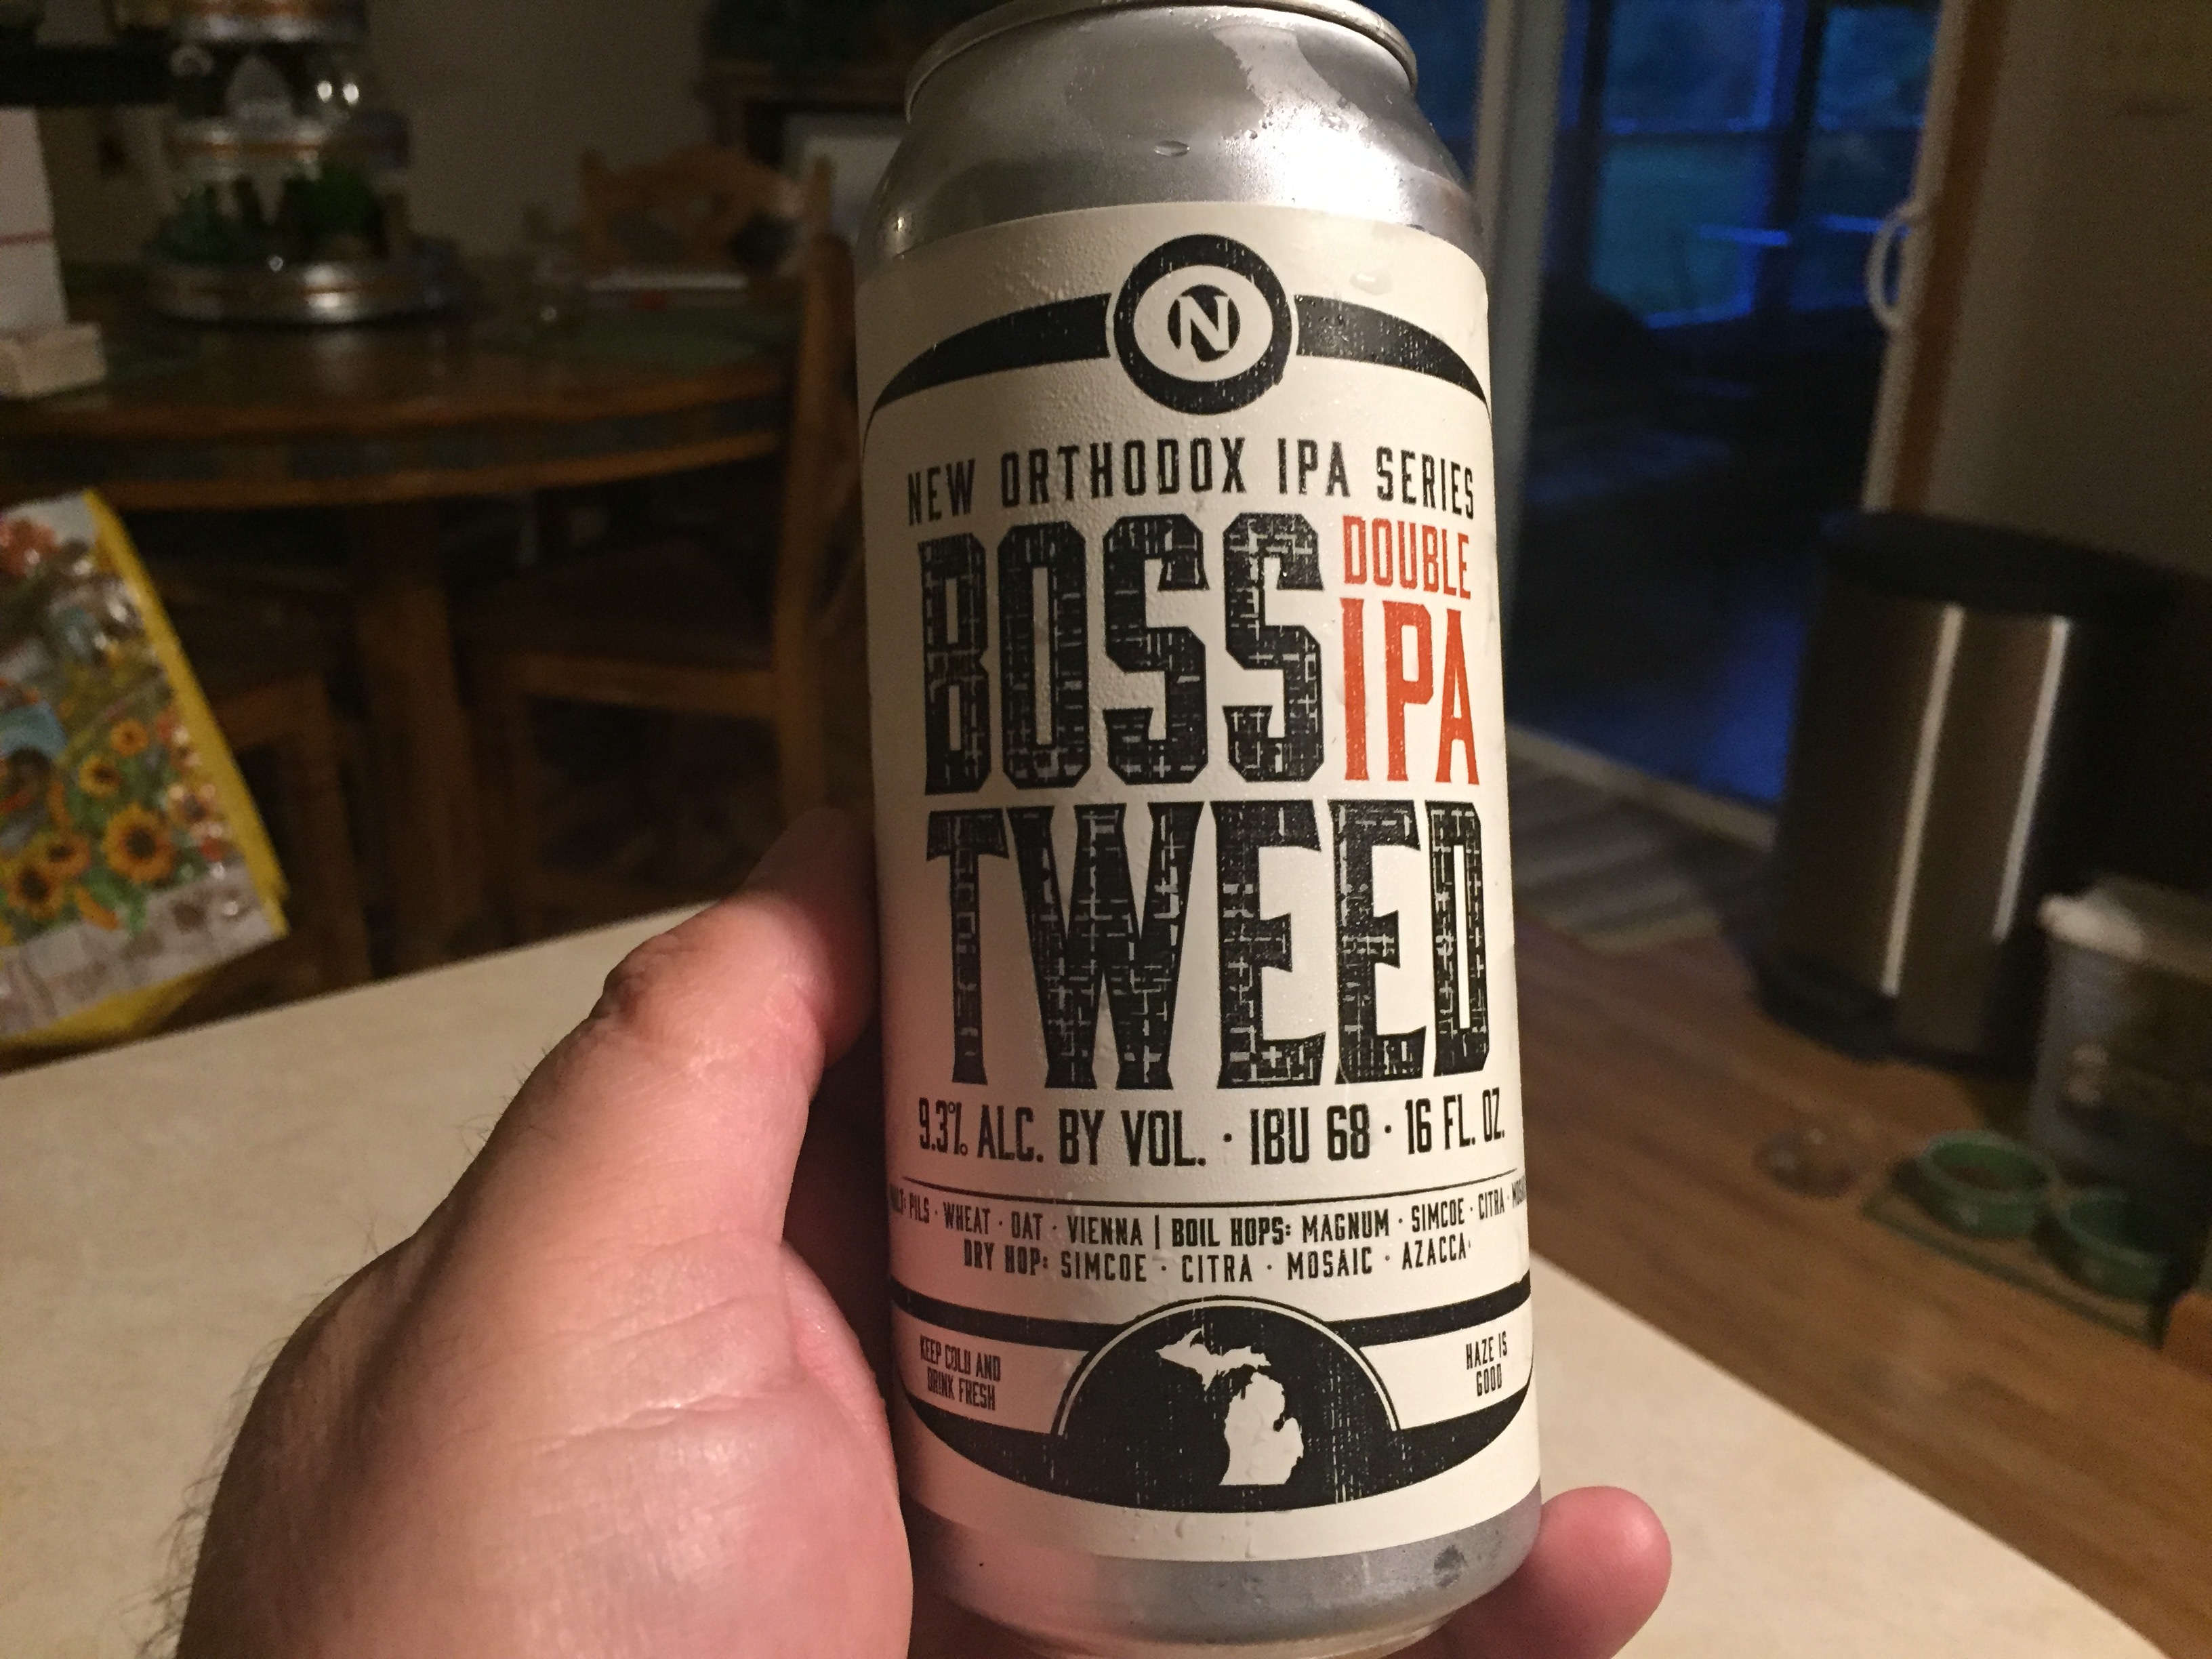 N
NEW ORTHODOX IPA SERIES
BOSS DOUBLE IPA
TWEED
9.3% ALC. BY VOL. · IBU 68 · 16 FL. OZ.
PILS · WHEAT · OAT · VIENNA | BOIL HOPS: MAGNUM · SIMCOE · CITRA ·
DRY HOP: SIMCOE · CITRA · MOSAIC · AZACCA
KEEP COLD AND
DRINK FRESH
HAZE IS
GOOD